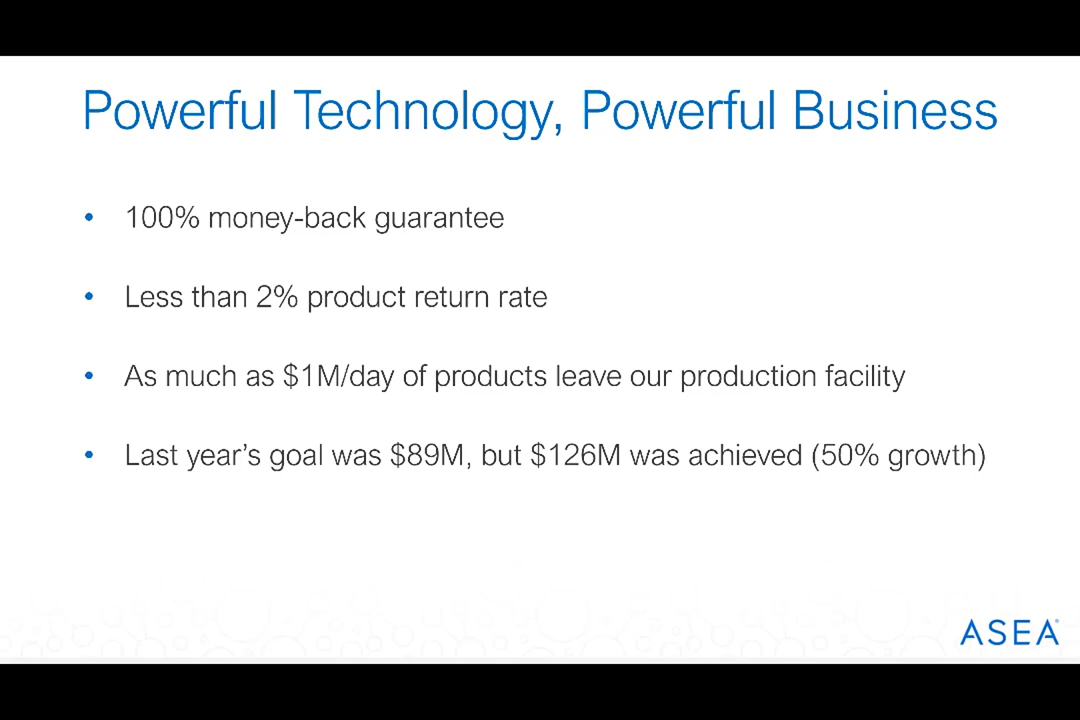 Powerful Technology, Powerful Business
• 100% money-back guarantee
• Less than 2% product return rate
• As much as $1M/day of products leave our production facility
• Last year’s goal was $89M, but $126M was achieved (50% growth)
ASEA®